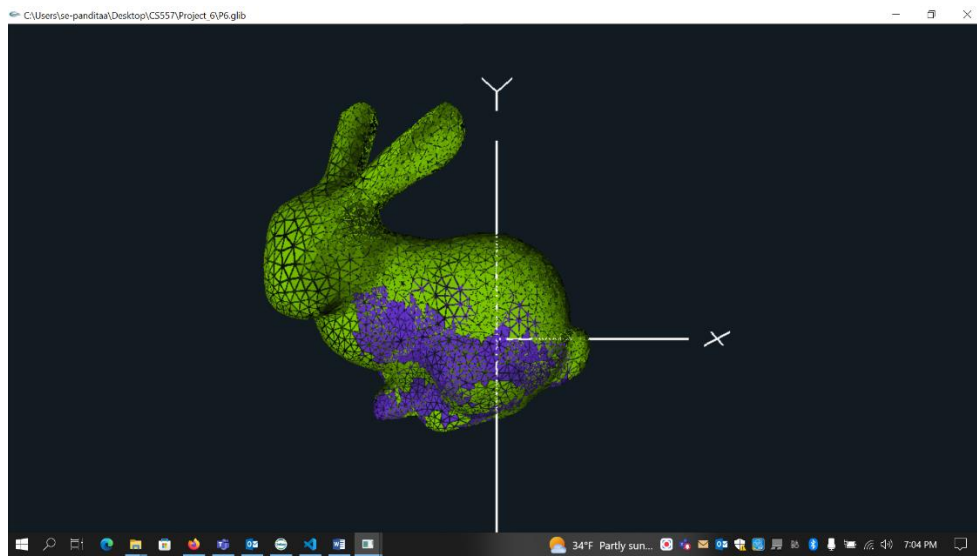 C:\Users\se-panditaa\Desktop\CS557\Project_6\P6.glib
Y
X
34°F Partly sun...
7:04 PM